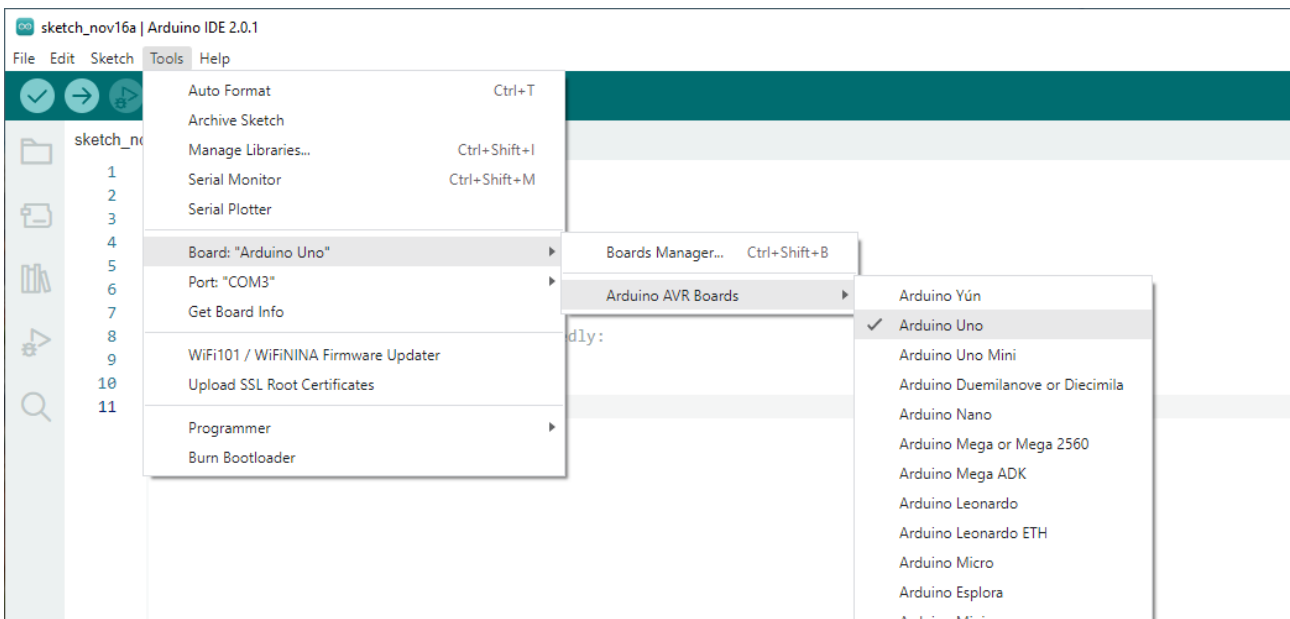 sketch_nov16a | Arduino IDE 2.0.1
File Edit Sketch Tools Help
sketch_no
1
2
3
4
5
6
7
8
9
10
11
Auto Format Ctrl+T
Archive Sketch
Manage Libraries... Ctrl+Shift+I
Serial Monitor Ctrl+Shift+M
Serial Plotter
Board: "Arduino Uno"
Port: "COM3"
Get Board Info
WiFi101 / WiFiNINA Firmware Updater
Upload SSL Root Certificates
Programmer
Burn Bootloader
Boards Manager... Ctrl+Shift+B
Arduino AVR Boards
dly:
Arduino Yún
Arduino Uno
Arduino Uno Mini
Arduino Duemilanove or Diecimila
Arduino Nano
Arduino Mega or Mega 2560
Arduino Mega ADK
Arduino Leonardo
Arduino Leonardo ETH
Arduino Micro
Arduino Esplora